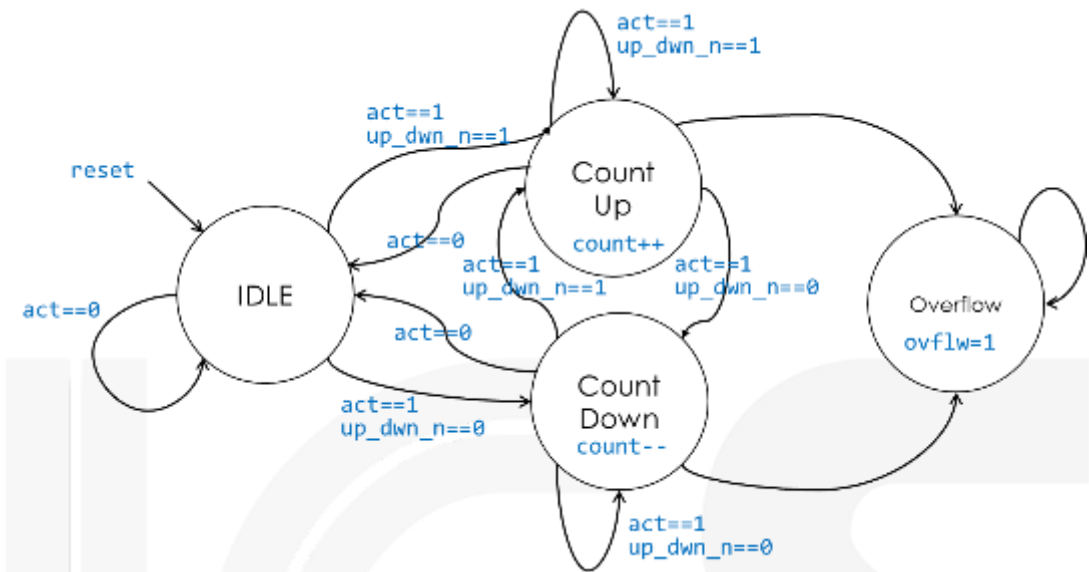 act==1
up_dwn_n==1
act==1
up_dwn_n==1
reset
Count
Up
count++
act==0
act==1
up_dwn_n==1
act==1
up_dwn_n==0
IDLE
act==0
act==0
Overflow
ovflw=1
act==1
up_dwn_n==0
Count
Down
count--
act==1
up_dwn_n==0